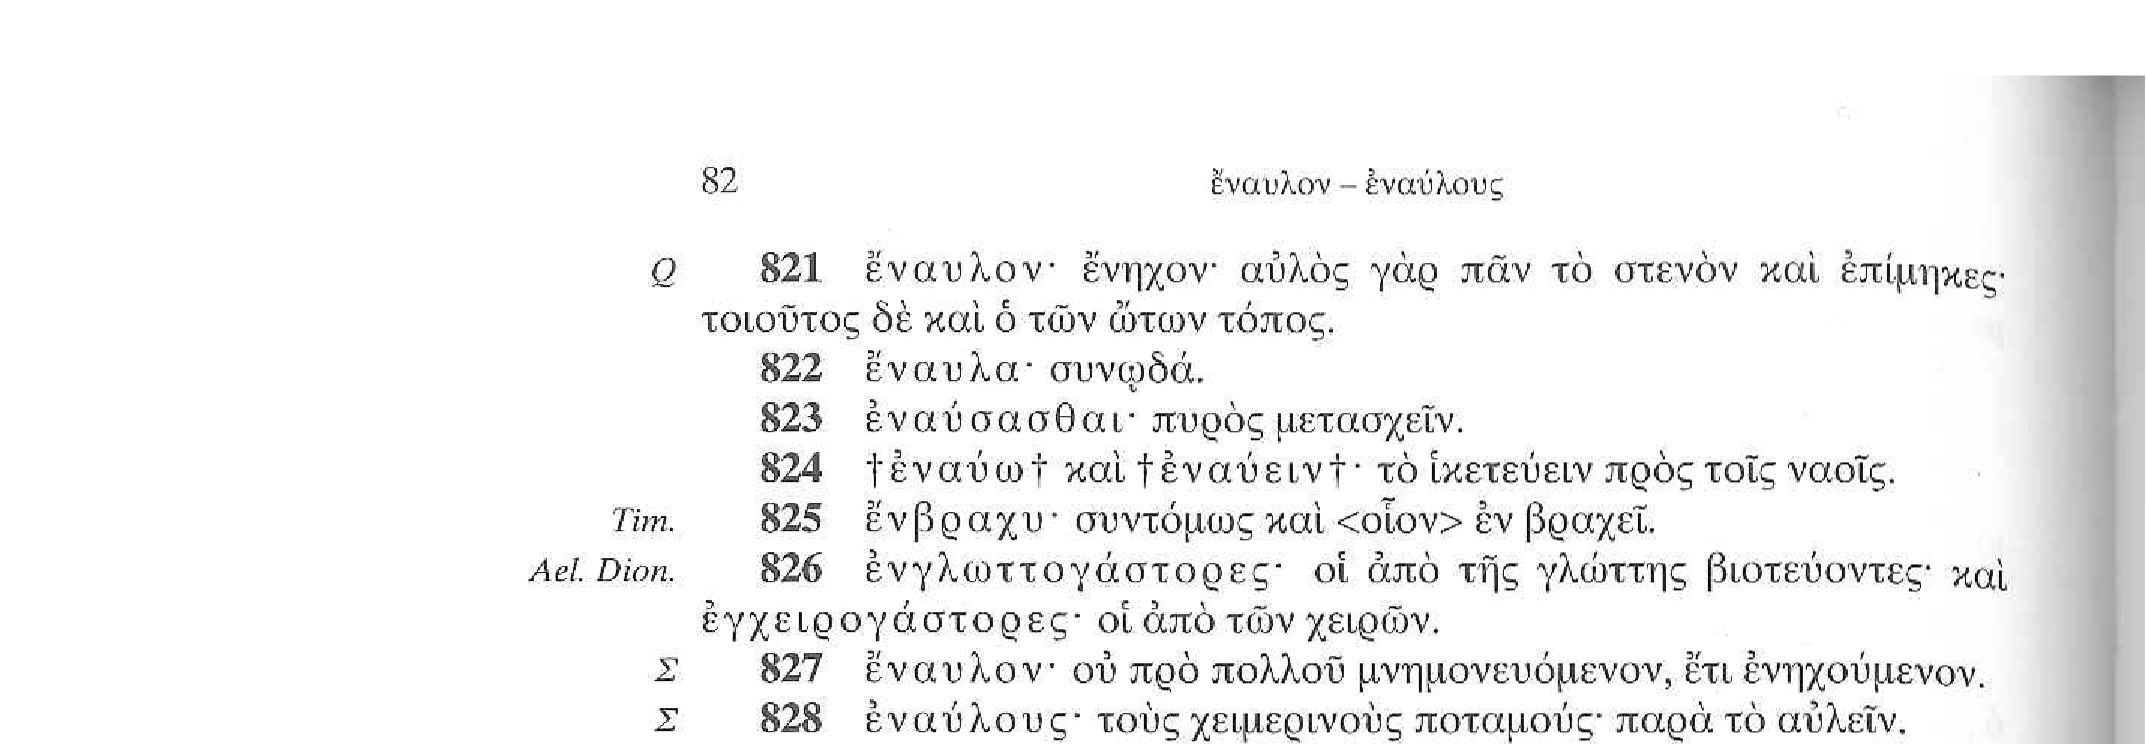 82 ἔναυλον – ἐναύλους
Q 821 ἔναυλον· ἔνηχον· αὐλὸς γὰρ πᾶν τὸ στενὸν καὶ ἐπίμηκες·
τοιοῦτος δὲ καὶ ὁ τῶν ὤτων τόπος.
822 ἔναυλα· συνῳδά.
823 ἐναύσασθαι· πυρὸς μετασχεῖν.
824 †ἐναύω† καὶ †ἐναύειν†· τὸ ἱκετεύειν πρὸς τοῖς ναοῖς.
Tim. 825 ἔνβραχυ· συντόμως καὶ <οἷον> ἐν βραχεῖ.
Ael. Dion. 826 ἐνγλωττογάστορες· οἱ ἀπὸ τῆς γλώττης βιοτεύοντες· καὶ
ἐγχειρογάστορες· οἱ ἀπὸ τῶν χειρῶν.
Σ 827 ἔναυλον· οὐ πρὸ πολλοῦ μνημονευόμενον, ἔτι ἐνηχούμενον.
Σ 828 ἐναύλους· τοὺς χειμερινοὺς ποταμούς· παρὰ τὸ αὐλεῖν.